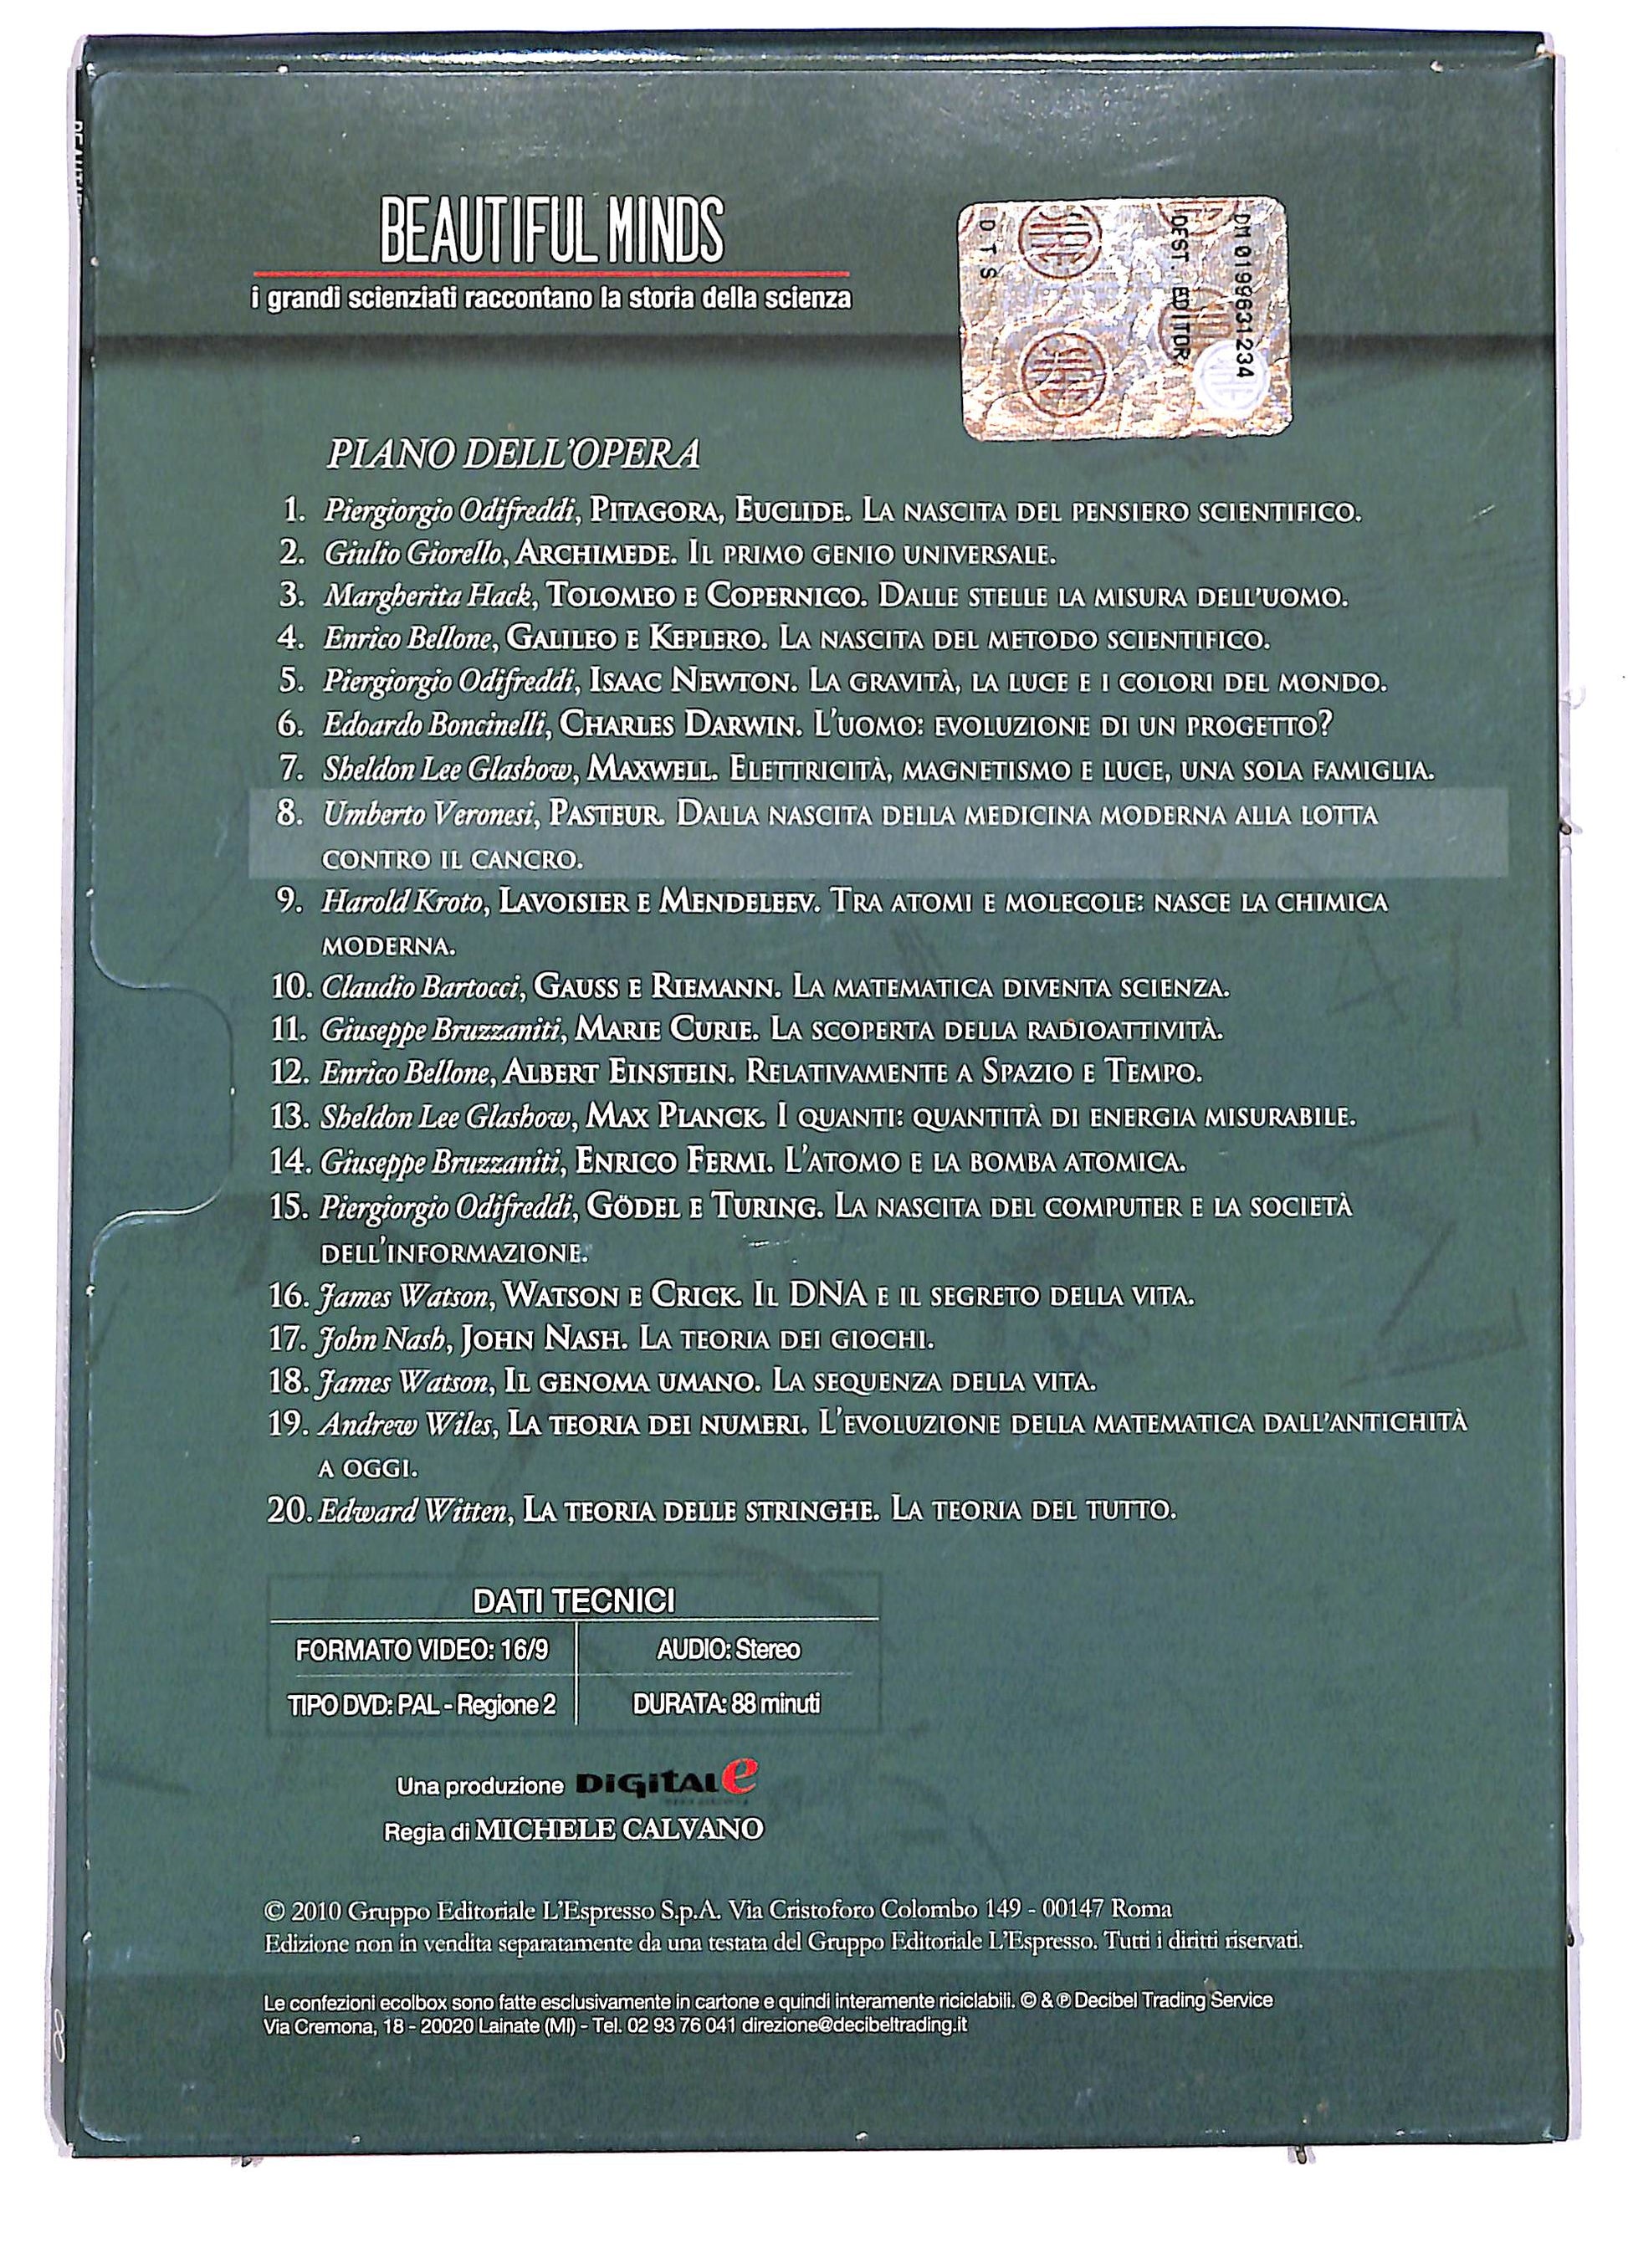 BEAUTIFUL MINDS
i grandi scienziati raccontano la storia della scienza
DTS
DEST. EDITOR
DM 019963 1234
PIANO DELL'OPERA
1. Piergiorgio Odifreddi, PITAGORA, EUCLIDE. LA NASCITA DEL PENSIERO SCIENTIFICO.
2. Giulio Giorello, ARCHIMEDE. IL PRIMO GENIO UNIVERSALE.
3. Margherita Hack, TOLOMEO E COPERNICO. DALLE STELLE LA MISURA DELL'UOMO.
4. Enrico Bellone, GALILEO E KEPLERO. LA NASCITA DEL METODO SCIENTIFICO.
5. Piergiorgio Odifreddi, ISAAC NEWTON. LA GRAVITÀ, LA LUCE E I COLORI DEL MONDO.
6. Edoardo Boncinelli, CHARLES DARWIN. L'UOMO: EVOLUZIONE DI UN PROGETTO?
7. Sheldon Lee Glashow, MAXWELL. ELETTRICITÀ, MAGNETISMO E LUCE, UNA SOLA FAMIGLIA.
8. Umberto Veronesi, PASTEUR. DALLA NASCITA DELLA MEDICINA MODERNA ALLA LOTTA
CONTRO IL CANCRO.
9. Harold Kroto, LAVOISIER E MENDELEEV. TRA ATOMI E MOLECOLE: NASCE LA CHIMICA
MODERNA.
10. Claudio Bartocci, GAUSS E RIEMANN. LA MATEMATICA DIVENTA SCIENZA.
11. Giuseppe Bruzzaniti, MARIE CURIE. LA SCOPERTA DELLA RADIOATTIVITÀ.
12. Enrico Bellone, ALBERT EINSTEIN. RELATIVAMENTE A SPAZIO E TEMPO.
13. Sheldon Lee Glashow, MAX PLANCK. I QUANTI: QUANTITÀ DI ENERGIA MISURABILE.
14. Giuseppe Bruzzaniti, ENRICO FERMI. L'ATOMO E LA BOMBA ATOMICA.
15. Piergiorgio Odifreddi, GÖDEL E TURING. LA NASCITA DEL COMPUTER E LA SOCIETÀ
DELL'INFORMAZIONE.
16. James Watson, WATSON E CRICK. IL DNA E IL SEGRETO DELLA VITA.
17. John Nash, JOHN NASH. LA TEORIA DEI GIOCHI.
18. James Watson, IL GENOMA UMANO. LA SEQUENZA DELLA VITA.
19. Andrew Wiles, LA TEORIA DEI NUMERI. L'EVOLUZIONE DELLA MATEMATICA DALL'ANTICHITÀ
A OGGI.
20. Edward Witten, LA TEORIA DELLE STRINGHE. LA TEORIA DEL TUTTO.
DATI TECNICI
FORMATO VIDEO: 16/9
AUDIO: Stereo
TIPO DVD: PAL - Regione 2
DURATA: 88 minuti
Una produzione DIGITAL e
Regia di MICHELE CALVANO
© 2010 Gruppo Editoriale L'Espresso S.p.A. Via Cristoforo Colombo 149 - 00147 Roma
Edizione non in vendita separatamente da una testata del Gruppo Editoriale L'Espresso. Tutti i diritti riservati.
Le confezioni ecolbox sono fatte esclusivamente in cartone e quindi interamente riciclabili. © & ℗ Decibel Trading Service
Via Cremona, 18 - 20020 Lainate (MI) - Tel. 02 93 76 041 direzione@decibeltrading.it
8